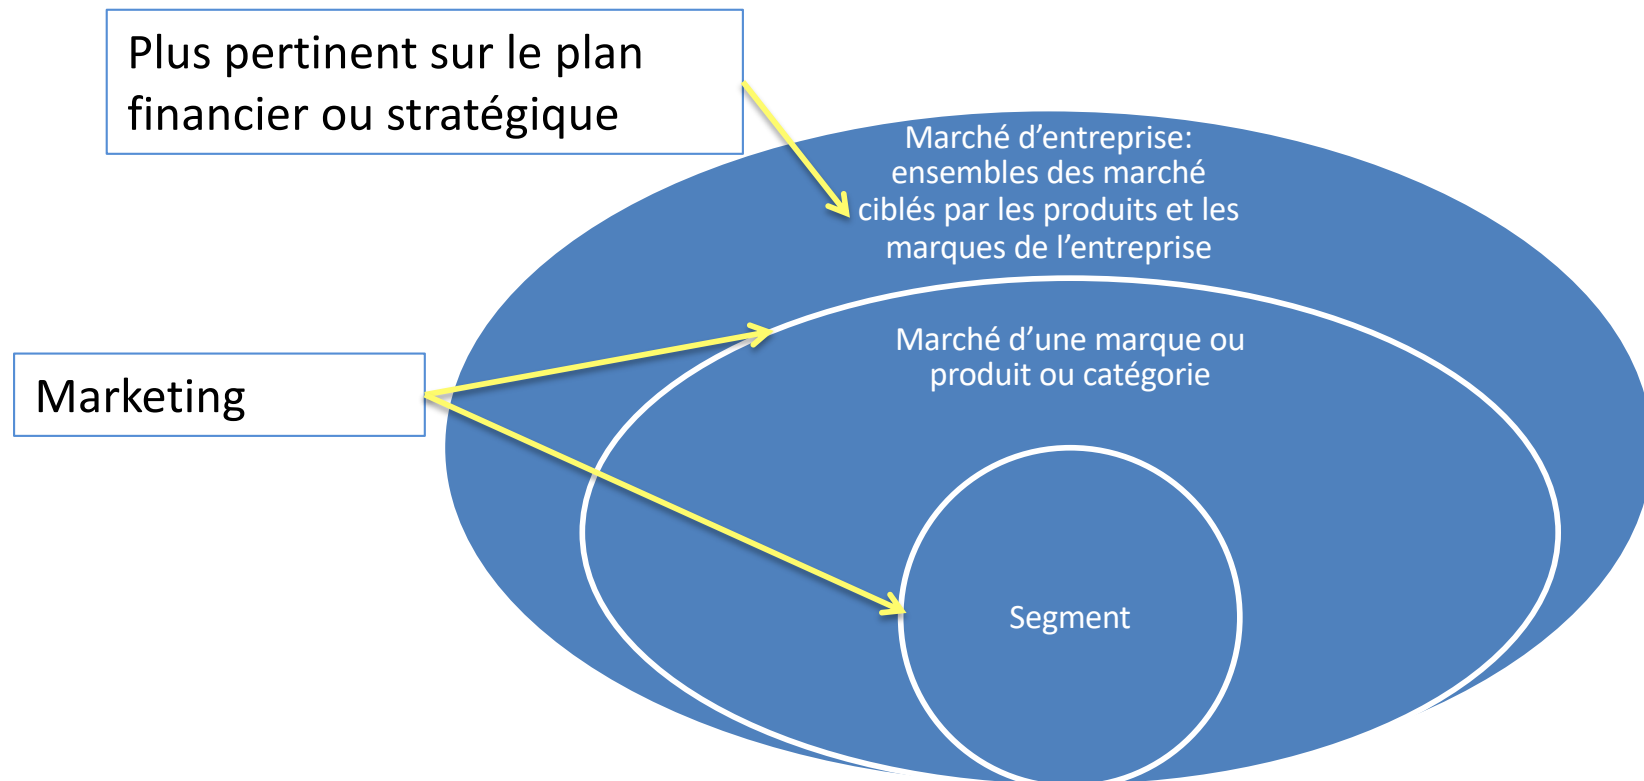 Plus pertinent sur le plan
financier ou stratégique
Marché d’entreprise:
ensembles des marché
ciblés par les produits et les
marques de l’entreprise
Marché d’une marque ou
produit ou catégorie
Marketing
Segment